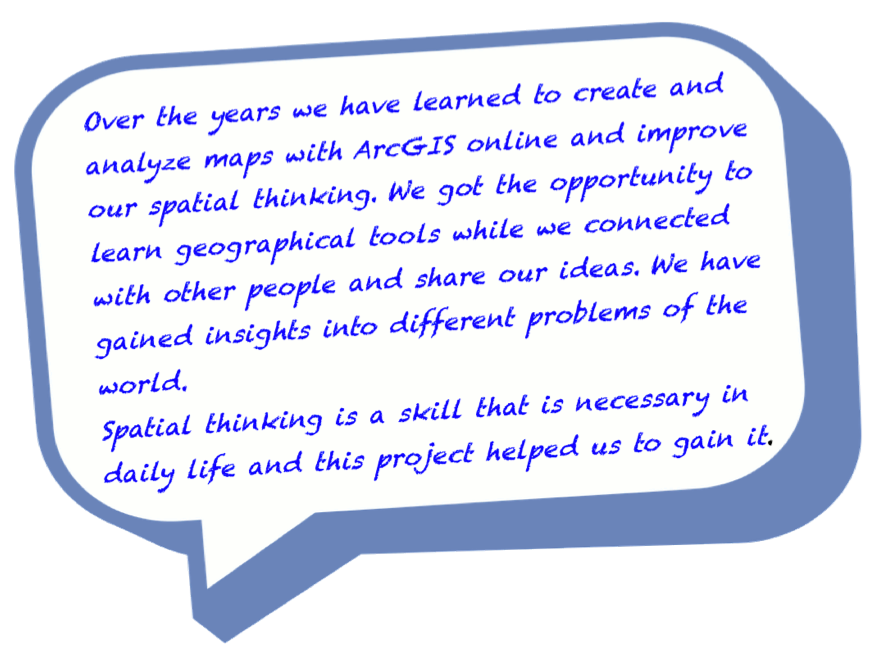 Over the years we have learned to create and
analyze maps with ArcGIS online and improve
our spatial thinking. We got the opportunity to
learn geographical tools while we connected
with other people and share our ideas. We have
gained insights into different problems of the
world.
Spatial thinking is a skill that is necessary in
daily life and this project helped us to gain it.